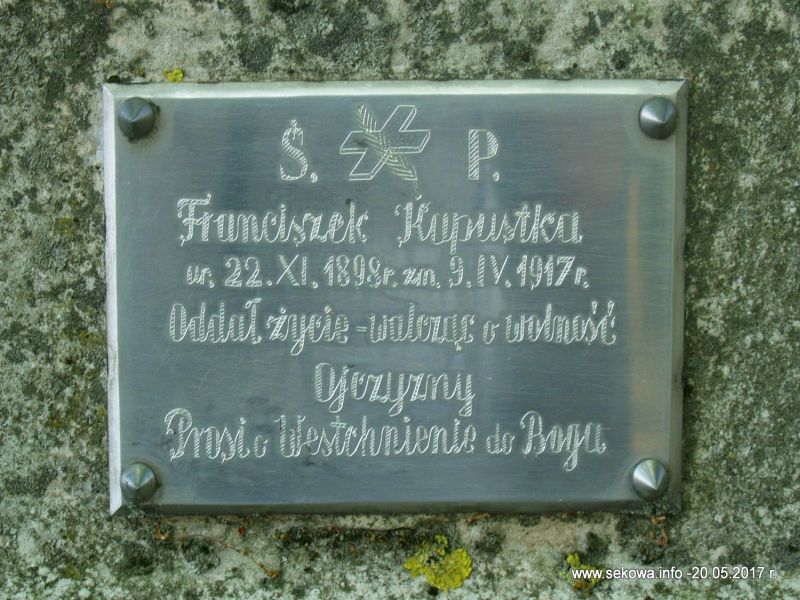 Ś. P.
Franciszek Kapustka
ur. 22.XI.1898r. zm. 9.IV.1917r.
Oddał życie - walcząc o wolność
Ojczyzny
Prosi o Westchnienie do Boga
www.sekowa.info -20.05.2017 r.